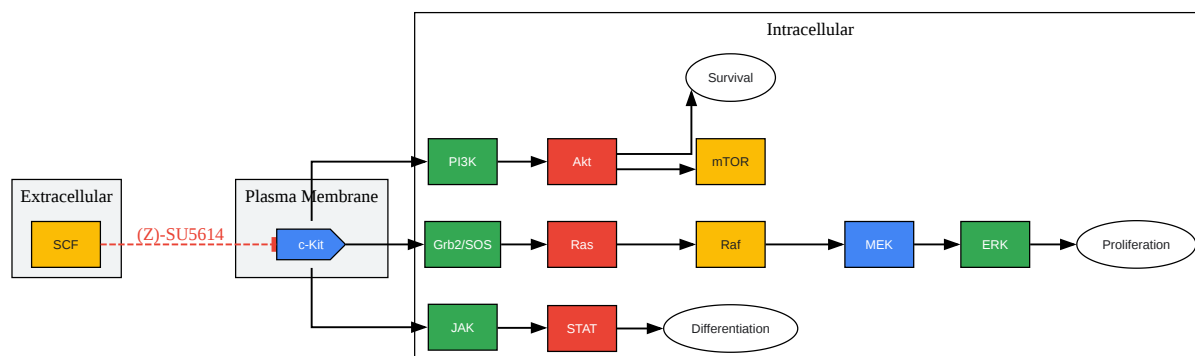 Intracellular
Survival
PI3K
Akt
mTOR
Extracellular
Plasma Membrane
SCF
(Z)-SU5614
c-Kit
Grb2/SOS
Ras
Raf
MEK
ERK
Proliferation
JAK
STAT
Differentiation